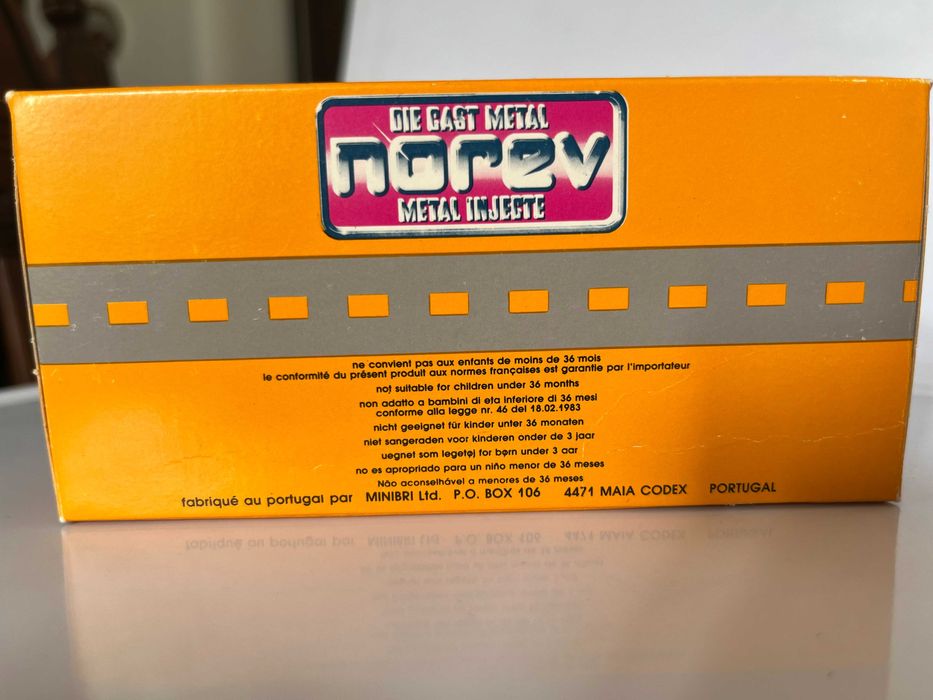 DIE CAST METAL
norev
METAL INJECTE
ne convient pas aux enfants de moins de 36 mois
le conformité du présent produit aux normes françaises est garantie par l'importateur
not suitable for children under 36 months
non adatto a bambini di eta inferiore di 36 mesi
conforme alla legge nr. 46 del 18.02.1983
nicht geeignet für kinder unter 36 monaten
niet sangeraden voor kinderen onder de 3 jaar
uegnet som legetøj for børn under 3 aar
no es apropriado para un niño menor de 36 meses
Não aconselhável a menores de 36 meses
fabriqué au portugal par MINIBRI Ltd. P.O. BOX 106 4471 MAIA CODEX PORTUGAL